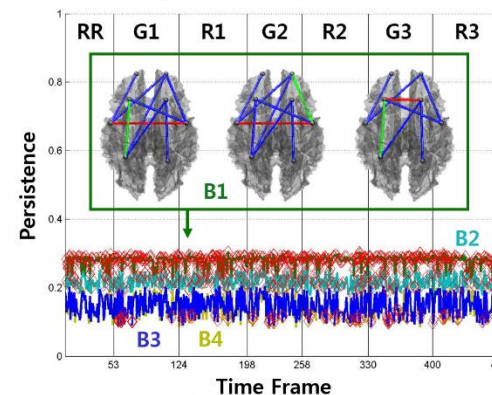 RR G1 R1 G2 R2 G3 R3
1
0.8
0.6
0.4
0.2
0
Persistence
B1
B2
B3 B4
53 124 198 258 330 400
Time Frame